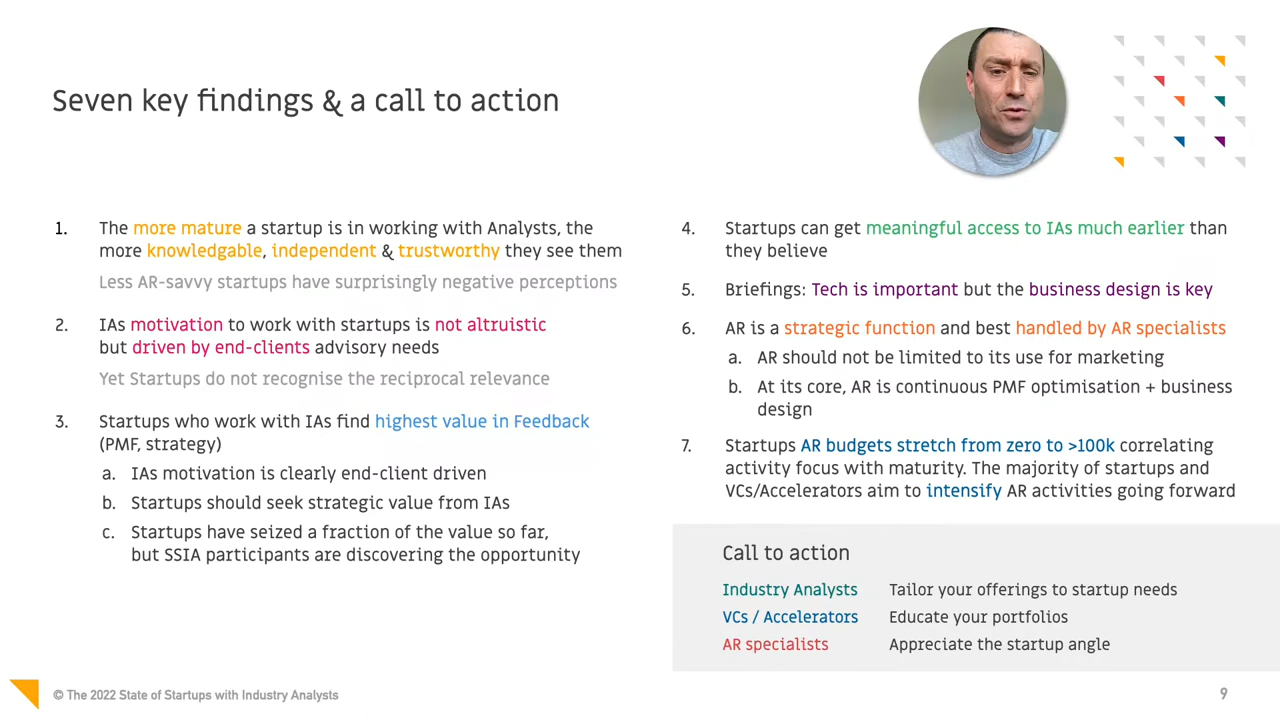 Seven key findings & a call to action
1. The more mature a startup is in working with Analysts, the
more knowledgable, independent & trustworthy they see them
Less AR-savvy startups have surprisingly negative perceptions
2. IAs motivation to work with startups is not altruistic
but driven by end-clients advisory needs
Yet Startups do not recognise the reciprocal relevance
3. Startups who work with IAs find highest value in Feedback
(PMF, strategy)
a. IAs motivation is clearly end-client driven
b. Startups should seek strategic value from IAs
c. Startups have seized a fraction of the value so far,
but SSIA participants are discovering the opportunity
4. Startups can get meaningful access to IAs much earlier than
they believe
5. Briefings: Tech is important but the business design is key
6. AR is a strategic function and best handled by AR specialists
a. AR should not be limited to its use for marketing
b. At its core, AR is continuous PMF optimisation + business
design
7. Startups AR budgets stretch from zero to >100k correlating
activity focus with maturity. The majority of startups and
VCs/Accelerators aim to intensify AR activities going forward
Call to action
Industry Analysts Tailor your offerings to startup needs
VCs / Accelerators Educate your portfolios
AR specialists Appreciate the startup angle
© The 2022 State of Startups with Industry Analysts
9